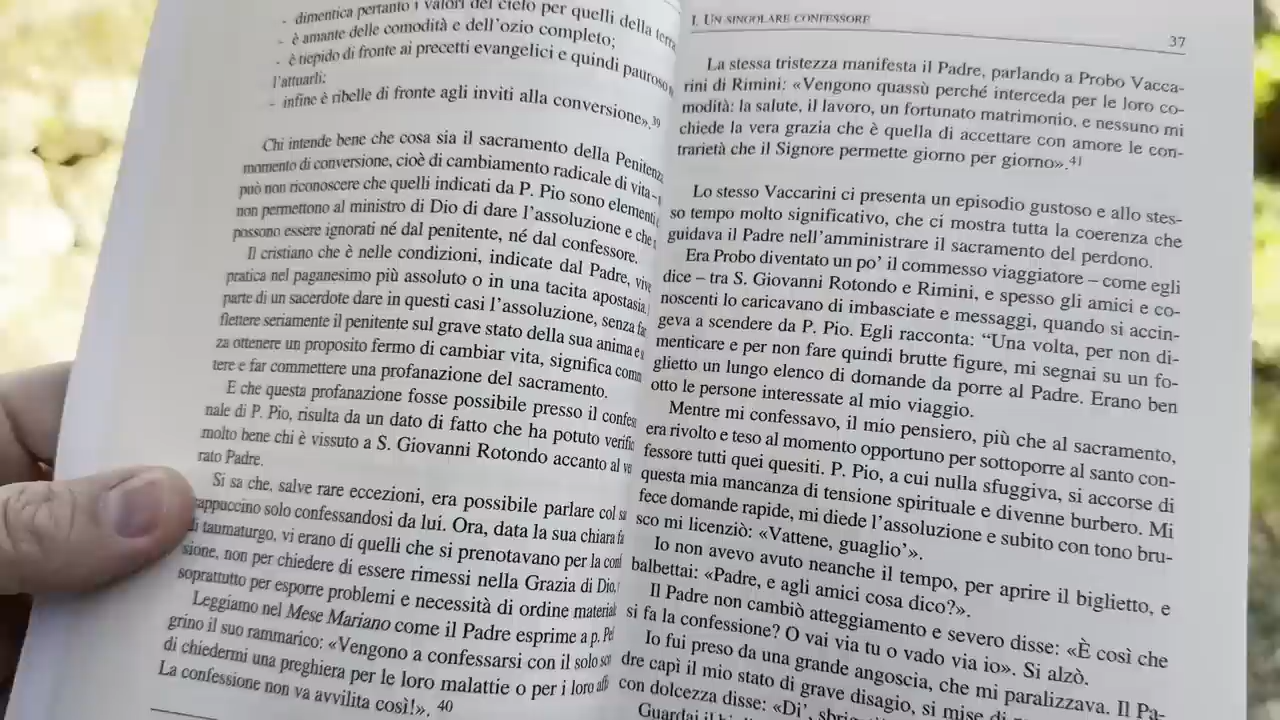 - dimentica pertanto i valori del cielo per quelli della terra
- è amante delle comodità e dell'ozio completo;
- è tiepido di fronte ai precetti evangelici e quindi pauroso
l'attuarli;
- infine è ribelle di fronte agli inviti alla conversione».39
Chi intende bene che cosa sia il sacramento della Penitenza
momento di conversione, cioè di cambiamento radicale di vita –
può non riconoscere che quelli indicati da P. Pio sono elementi
non permettono al ministro di Dio di dare l'assoluzione e che
possono essere ignorati né dal penitente, né dal confessore.
Il cristiano che è nelle condizioni, indicate dal Padre, vive
pratica nel paganesimo più assoluto o in una tacita apostasia.
parte di un sacerdote dare in questi casi l'assoluzione, senza
flettere seriamente il penitente sul grave stato della sua anima e
za ottenere un proposito fermo di cambiar vita, significa
tere e far commettere una profanazione del sacramento.
E che questa profanazione fosse possibile presso il
nale di P. Pio, risulta da un dato di fatto che ha potuto
molto bene chi è vissuto a S. Giovanni Rotondo accanto al
rato Padre.
Si sa che, salve rare eccezioni, era possibile parlare col
cappuccino solo confessandosi da lui. Ora, data la sua chiara
di taumaturgo, vi erano di quelli che si prenotavano per la
sione, non per chiedere di essere rimessi nella Grazia di Dio,
soprattutto per esporre problemi e necessità di ordine
Leggiamo nel Mese Mariano come il Padre esprime a p.
grino il suo rammarico: «Vengono a confessarsi con il solo
di chiedermi una preghiera per le loro malattie o per i loro
La confessione non va avvilita così!». 40
I. UN SINGOLARE CONFESSORE
37
La stessa tristezza manifesta il Padre, parlando a Probo Vacca-
rini di Rimini: «Vengono quassù perché interceda per le loro co-
modità: la salute, il lavoro, un fortunato matrimonio, e nessuno mi
chiede la vera grazia che è quella di accettare con amore le con-
trarietà che il Signore permette giorno per giorno».41
Lo stesso Vaccarini ci presenta un episodio gustoso e allo stes-
so tempo molto significativo, che ci mostra tutta la coerenza che
guidava il Padre nell'amministrare il sacramento del perdono.
Era Probo diventato un po' il commesso viaggiatore – come egli
dice – tra S. Giovanni Rotondo e Rimini, e spesso gli amici e co-
noscenti lo caricavano di imbasciate e messaggi, quando si accin-
geva a scendere da P. Pio. Egli racconta: “Una volta, per non di-
menticare e per non fare quindi brutte figure, mi segnai su un fo-
glietto un lungo elenco di domande da porre al Padre. Erano ben
otto le persone interessate al mio viaggio.
Mentre mi confessavo, il mio pensiero, più che al sacramento,
era rivolto e teso al momento opportuno per sottoporre al santo con-
fessore tutti quei quesiti. P. Pio, a cui nulla sfuggiva, si accorse di
questa mia mancanza di tensione spirituale e divenne burbero. Mi
fece domande rapide, mi diede l'assoluzione e subito con tono bru-
sco mi licenziò: «Vattene, guaglio'».
Io non avevo avuto neanche il tempo, per aprire il biglietto, e
balbettai: «Padre, e agli amici cosa dico?».
Il Padre non cambiò atteggiamento e severo disse: «È così che
si fa la confessione? O vai via tu o vado via io». Si alzò.
Io fui preso da una grande angoscia, che mi paralizzava. Il Pa-
dre capì il mio stato di grave disagio, si mise di
con dolcezza disse: «Di',
Guardai il